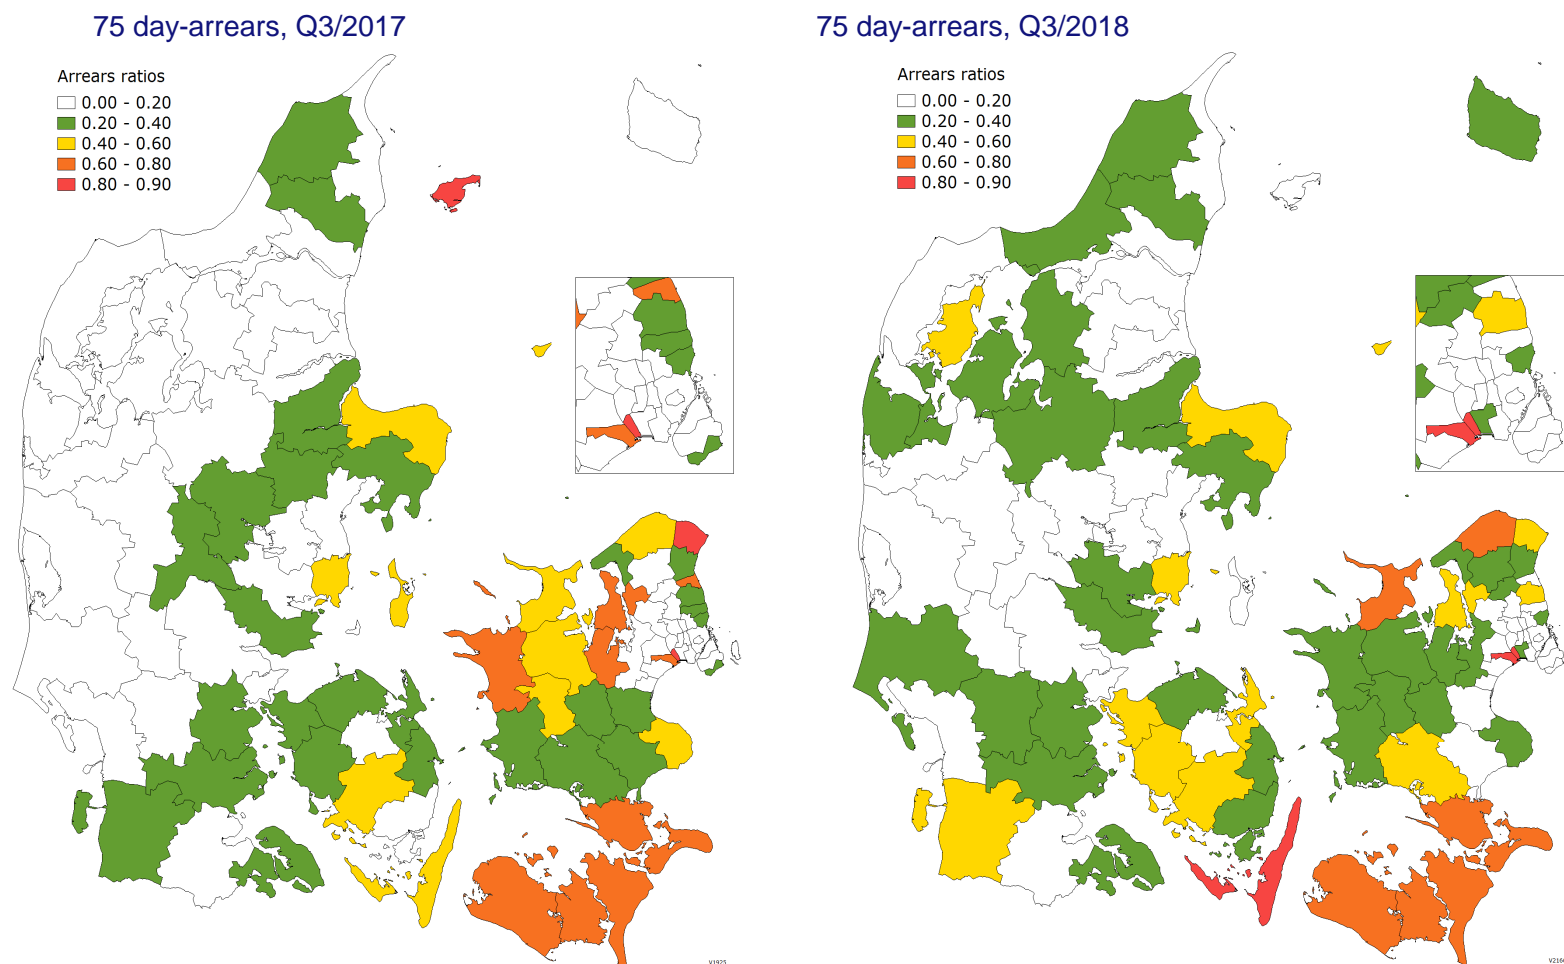 75 day-arrears, Q3/2017
Arrears ratios
0.00 - 0.20
0.20 - 0.40
0.40 - 0.60
0.60 - 0.80
0.80 - 0.90
V1925
75 day-arrears, Q3/2018
Arrears ratios
0.00 - 0.20
0.20 - 0.40
0.40 - 0.60
0.60 - 0.80
0.80 - 0.90